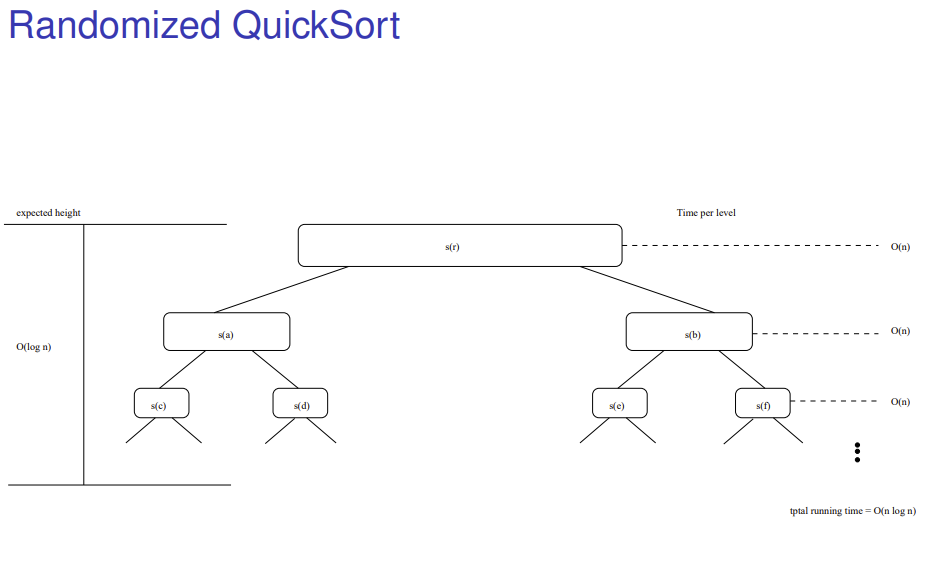 Randomized QuickSort
expected height
Time per level
s(r)
O(n)
s(a)
s(b)
O(n)
O(log n)
s(c)
s(d)
s(e)
s(f)
O(n)
tptal running time = O(n log n)